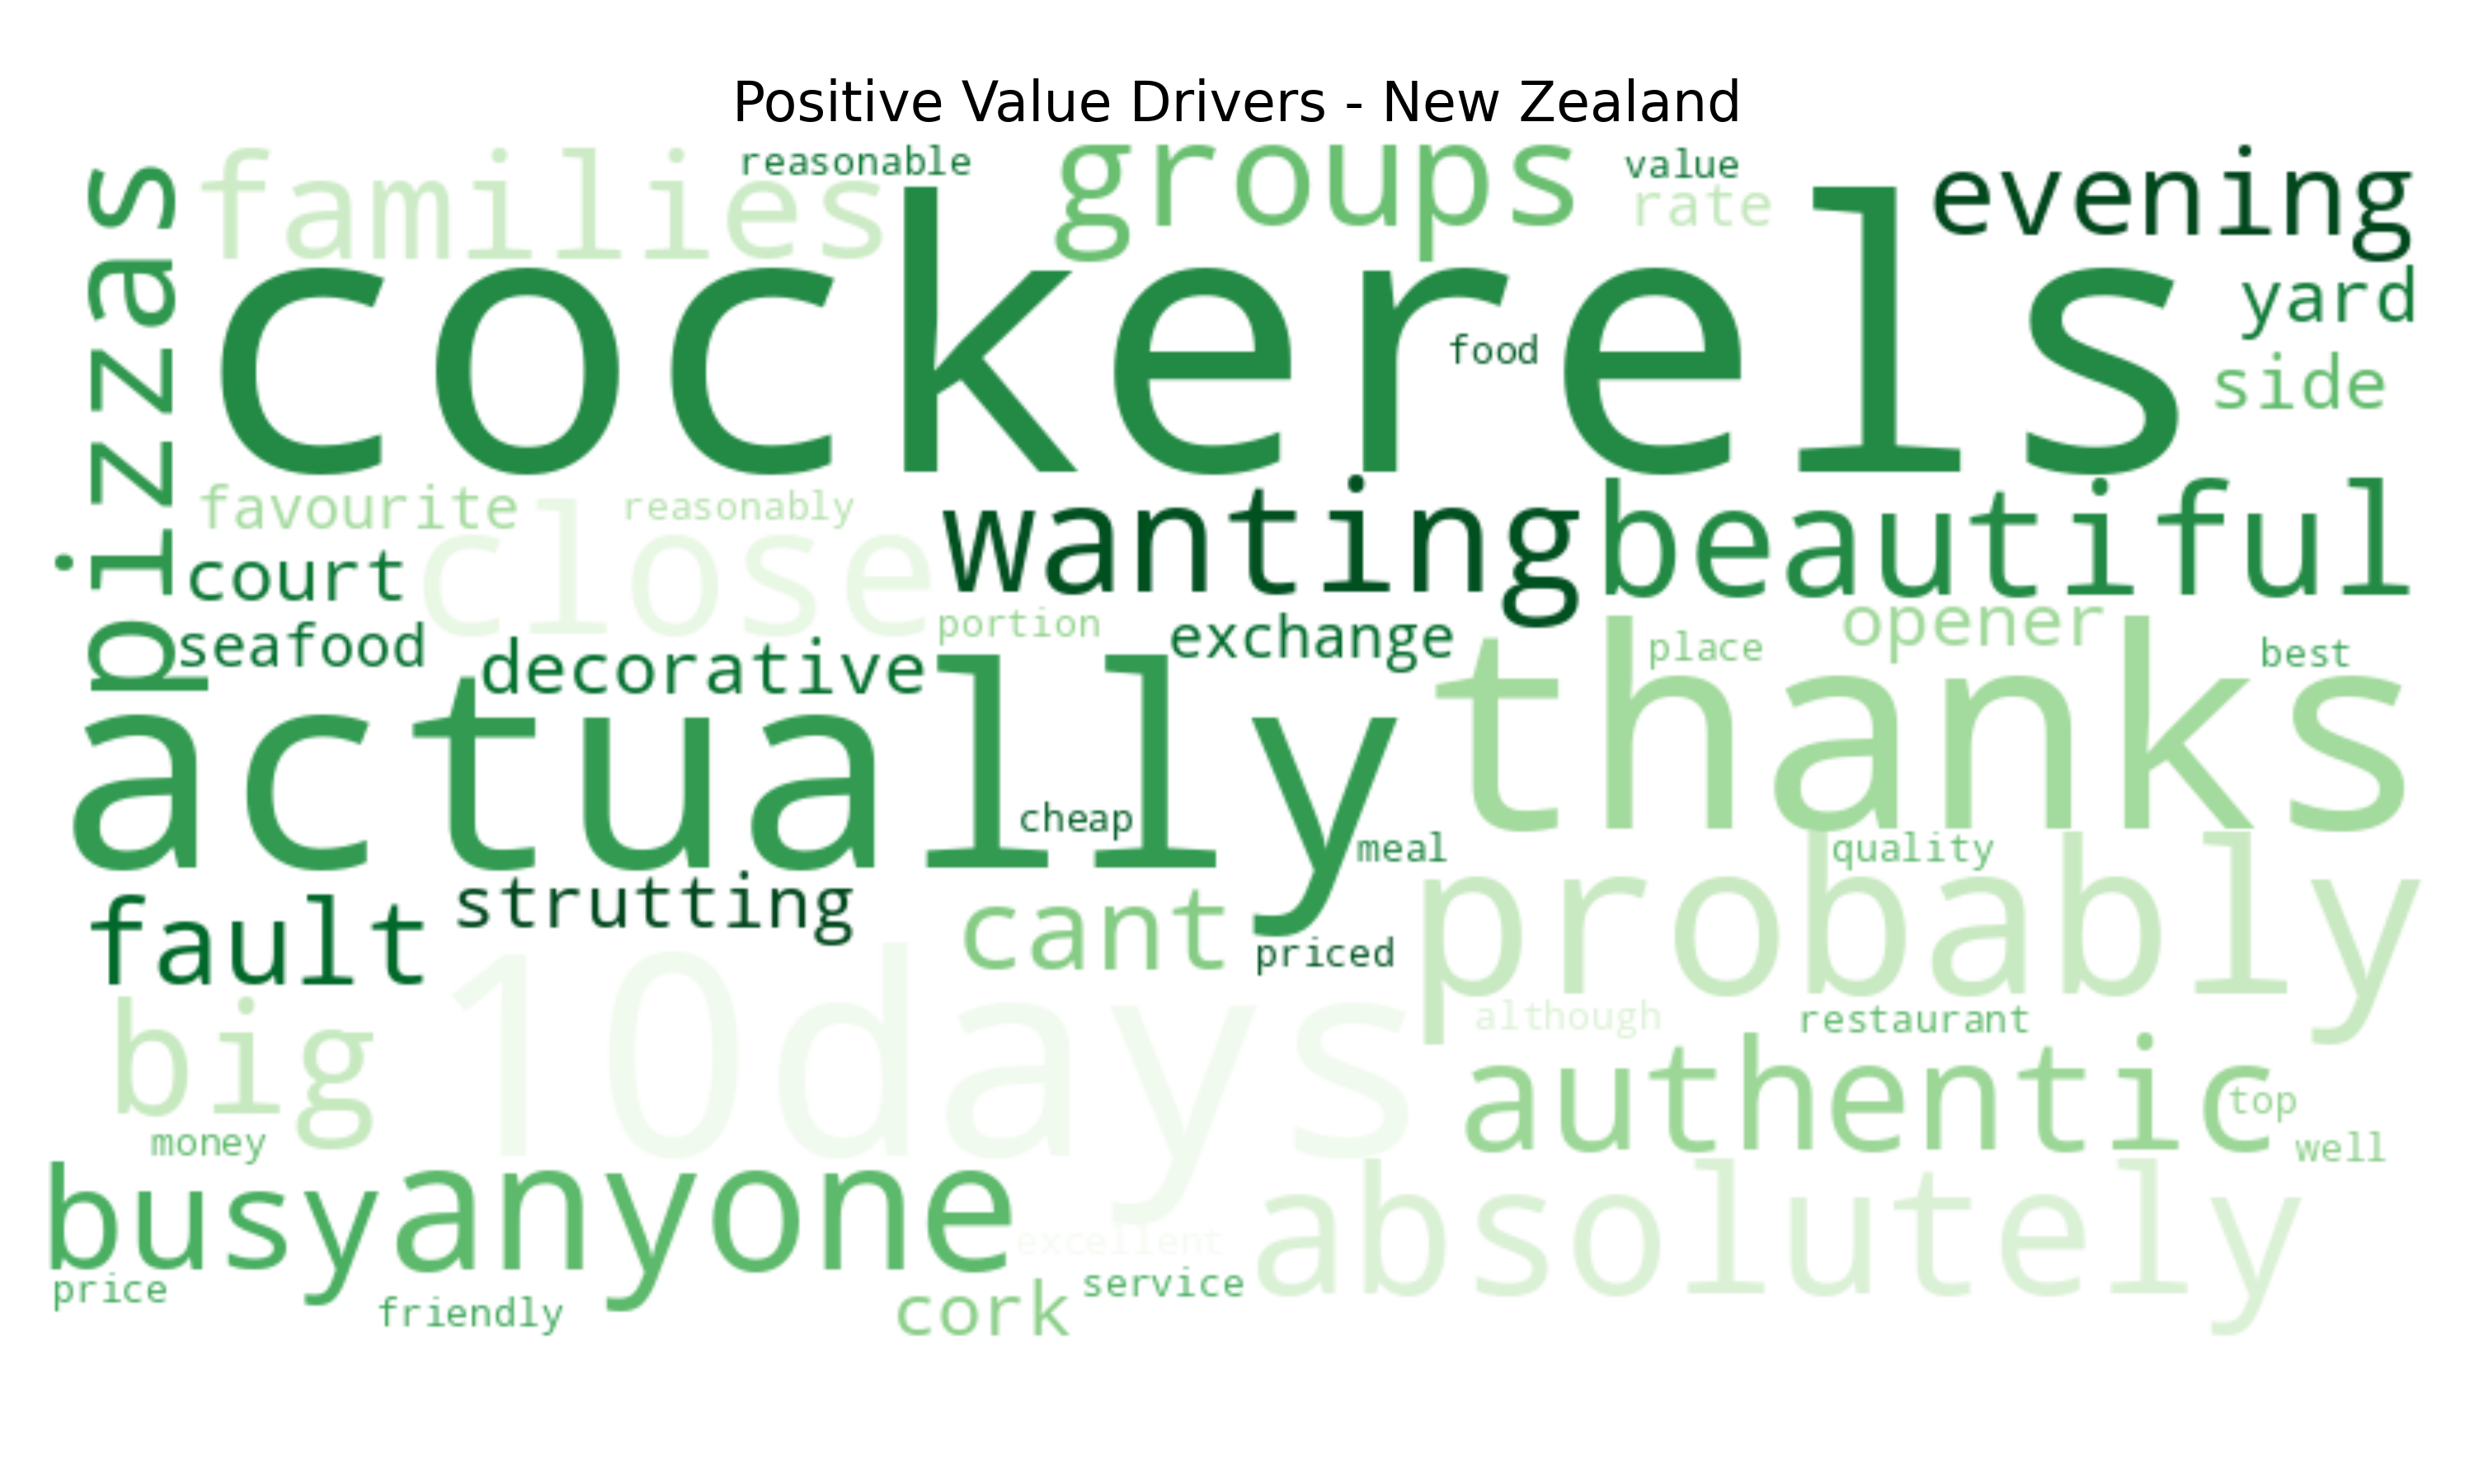 Positive Value Drivers - New Zealand
pizzas
families
reasonable
groups
value
rate
evening
cockerels
food
yard
side
favourite
reasonably
close
wanting
beautiful
court
seafood
decorative
portion
exchange
opener
place
best
thanks
actually
cheap
meal
quality
probably
fault
strutting
cant
priced
10days
although
restaurant
big
money
authentic
top
well
busy
anyone
excellent
absolutely
price
friendly
cork
service